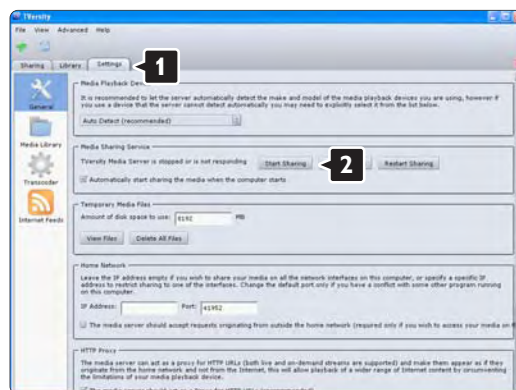 TVersity
File View Advanced Help
Sharing Library Settings
1
General
Media Library
Transcoder
Internet Feeds
Media Playback
It is recommended to let the server automatically detect the make and model of the media playback devices you are using, however if
you use a device that the server cannot detect automatically you may need to explicitly select it from the list below.
Auto Detect (recommended)
Media Sharing Service
TVersity Media Server is stopped or is not responding Start Sharing 2 Restart Sharing
Automatically start sharing the media when the computer starts
Temporary Media Files
Amount of disk space to use: 8192 MB
View Files Delete All Files
Home Network
Leave the IP address empty if you wish to share your media on all the network interfaces on this computer, or specify a specific IP
address to restrict sharing to one of the interfaces. Change the default port only if you have a conflict with some other program running
on this computer.
IP Address: Port: 41952
The media server should accept requests originating from outside the home network (required only if you wish to access your media on
HTTP Proxy
The media server can act as a proxy for HTTP URLs (both live and on-demand streams are supported) and make them appear as if they
originate from the home network and not from the Internet, this will allow playback of a wider range of Internet content by circumventing
the limitations of your media playback device.